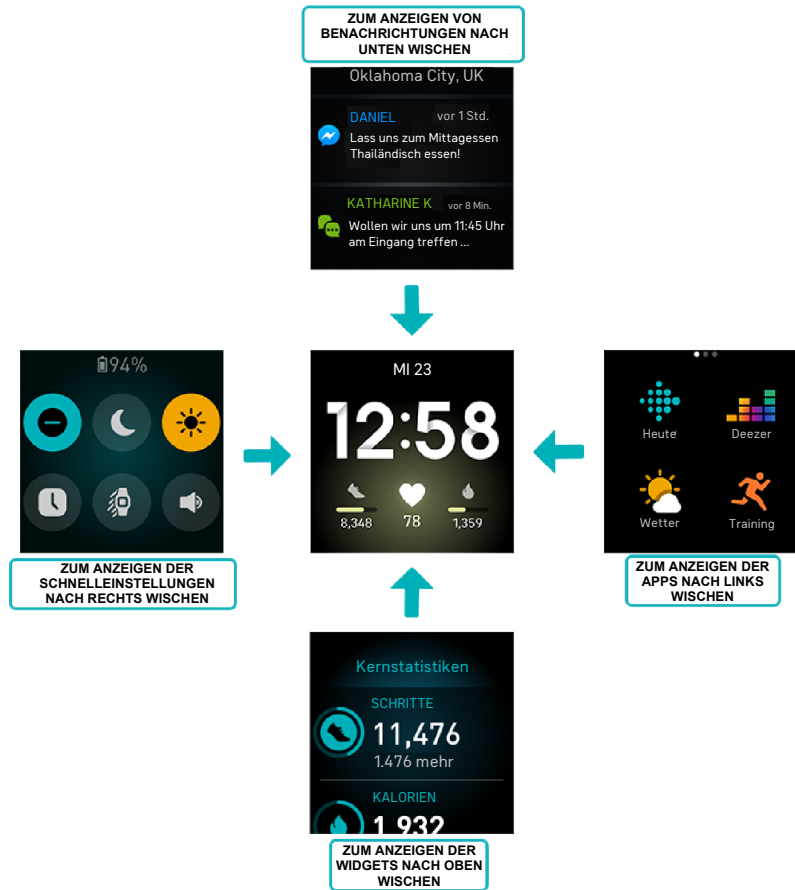 ZUM ANZEIGEN VON
BENACHRICHTUNGEN NACH
UNTEN WISCHEN
Oklahoma City, UK
DANIEL vor 1 Std.
Lass uns zum Mittagessen
Thailändisch essen!
KATHARINE K vor 8 Min.
Wollen wir uns um 11:45 Uhr
am Eingang treffen ...
94%
MI 23
12:58
8,348 78 1,359
Heute Deezer
Wetter Training
ZUM ANZEIGEN DER
SCHNELLEINSTELLUNGEN
NACH RECHTS WISCHEN
ZUM ANZEIGEN DER
APPS NACH LINKS
WISCHEN
Kernstatistiken
SCHRITTE
11,476
1.476 mehr
KALORIEN
1,932
ZUM ANZEIGEN DER
WIDGETS NACH OBEN
WISCHEN